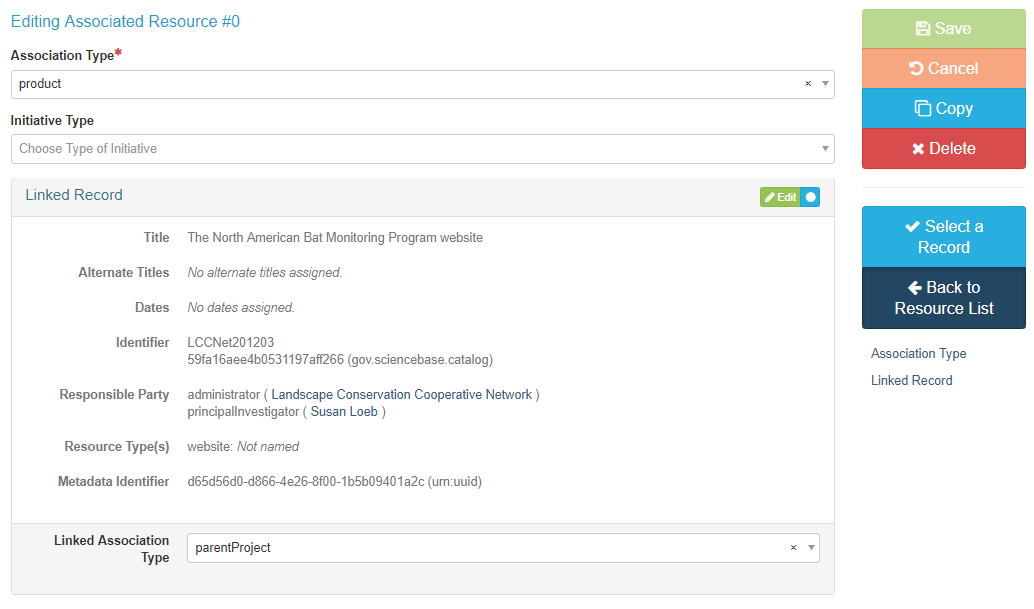 Editing Associated Resource #0
Association Type*
product
Initiative Type
Choose Type of Initiative
Linked Record
Edit
Title The North American Bat Monitoring Program website
Alternate Titles No alternate titles assigned.
Dates No dates assigned.
Identifier LCCNet201203
59fa16aee4b0531197aff266 (gov.sciencebase.catalog)
Responsible Party administrator ( Landscape Conservation Cooperative Network )
principalInvestigator ( Susan Loeb )
Resource Type(s) website: Not named
Metadata Identifier d65d56d0-d866-4e26-8f00-1b5b09401a2c (urn:uuid)
Linked Association
Type
parentProject
Save
Cancel
Copy
Delete
Select a
Record
Back to
Resource List
Association Type
Linked Record